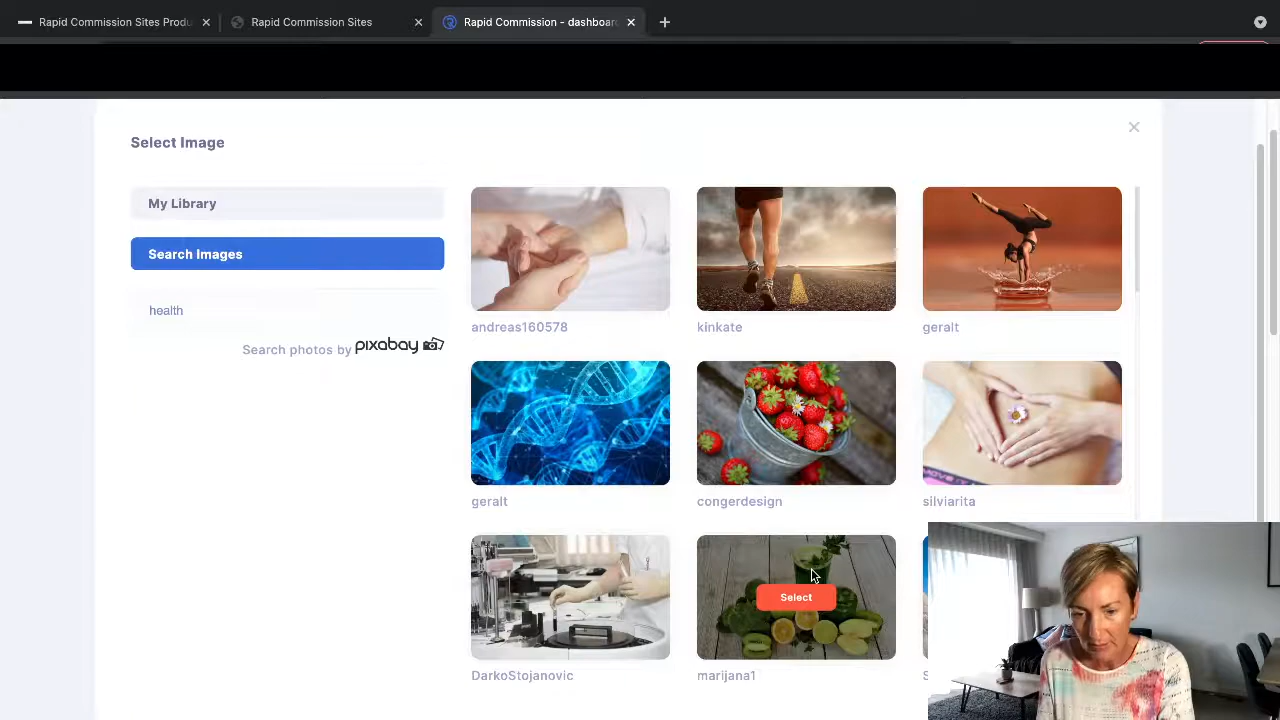 Rapid Commission Sites Produ
Rapid Commission Sites
Rapid Commission - dashboar
Select Image
My Library
Search Images
health
Search photos by pixabay
andreas160578
kinkate
geralt
geralt
congerdesign
silviarita
Select
DarkoStojanovic
marijana1
S